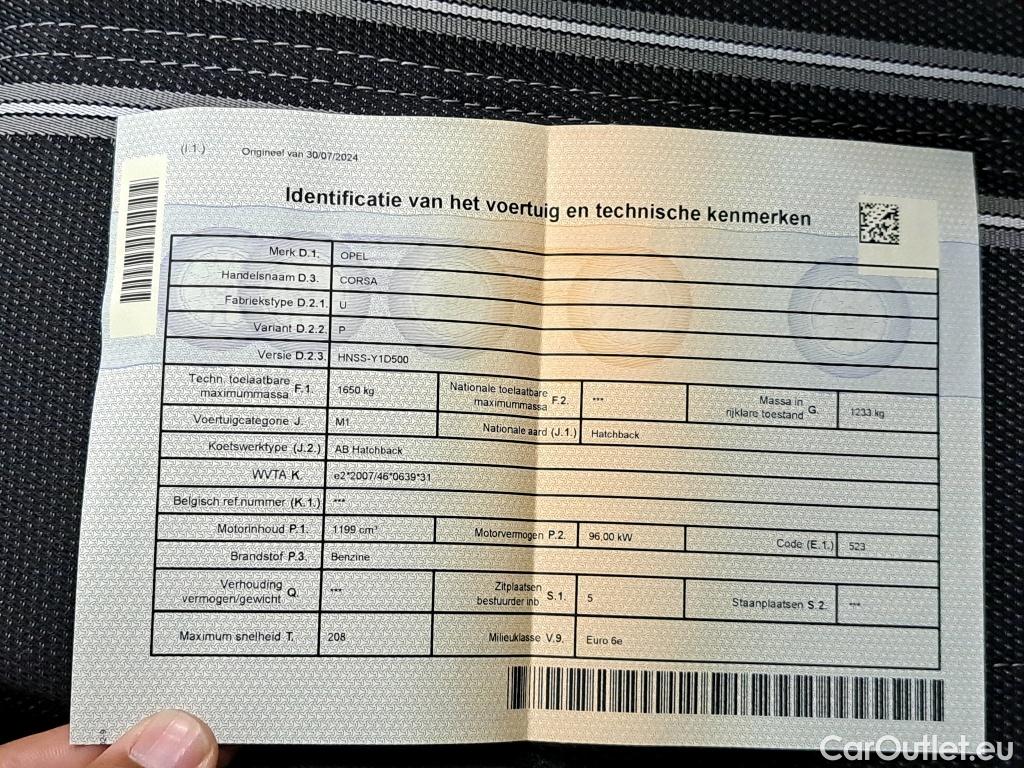 (I.1.) Origineel van 30/07/2024
Identificatie van het voertuig en technische kenmerken
Merk D.1. OPEL
Handelsnaam D.3. CORSA
Fabriekstype D.2.1. U
Variant D.2.2. P
Versie D.2.3. HNSS-Y1D500
Techn. toelaatbare maximummassa F.1. 1650 kg Nationale toelaatbare maximummassa F.2. *** Massa in rijklare toestand G. 1233 kg
Voertuigcategorie J. M1 Nationale aard (J.1.) Hatchback
Koetswerktype (J.2.) AB Hatchback
WVTA K. e2*2007/46*0639*31
Belgisch ref.nummer (K.1.) ***
Motorinhoud P.1. 1199 cm³ Motorvermogen P.2. 96,00 kW Code (E.1.) 523
Brandstof P.3. Benzine
Verhouding vermogen/gewicht Q. *** Zitplaatsen bestuurder inb. S.1. 5 Staanplaatsen S.2. ***
Maximum snelheid T. 208 Milieuklasse V.9. Euro 6e
CarOutlet.eu